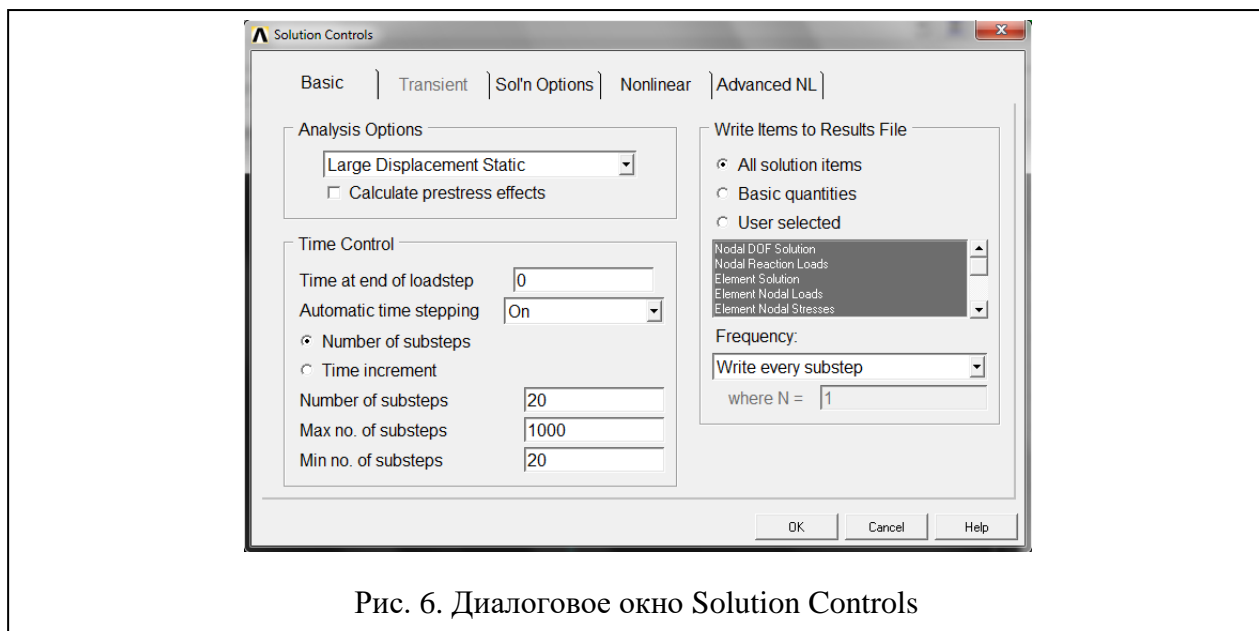 Solution Controls
Basic
Transient
Sol'n Options
Nonlinear
Advanced NL
Analysis Options
Large Displacement Static
Calculate prestress effects
Time Control
Time at end of loadstep 0
Automatic time stepping On
Number of substeps
Time increment
Number of substeps 20
Max no. of substeps 1000
Min no. of substeps 20
Write Items to Results File
All solution items
Basic quantities
User selected
Nodal DOF Solution
Nodal Reaction Loads
Element Solution
Element Nodal Loads
Element Nodal Stresses
Frequency:
Write every substep
where N = 1
OK
Cancel
Help
Рис. 6. Диалоговое окно Solution Controls